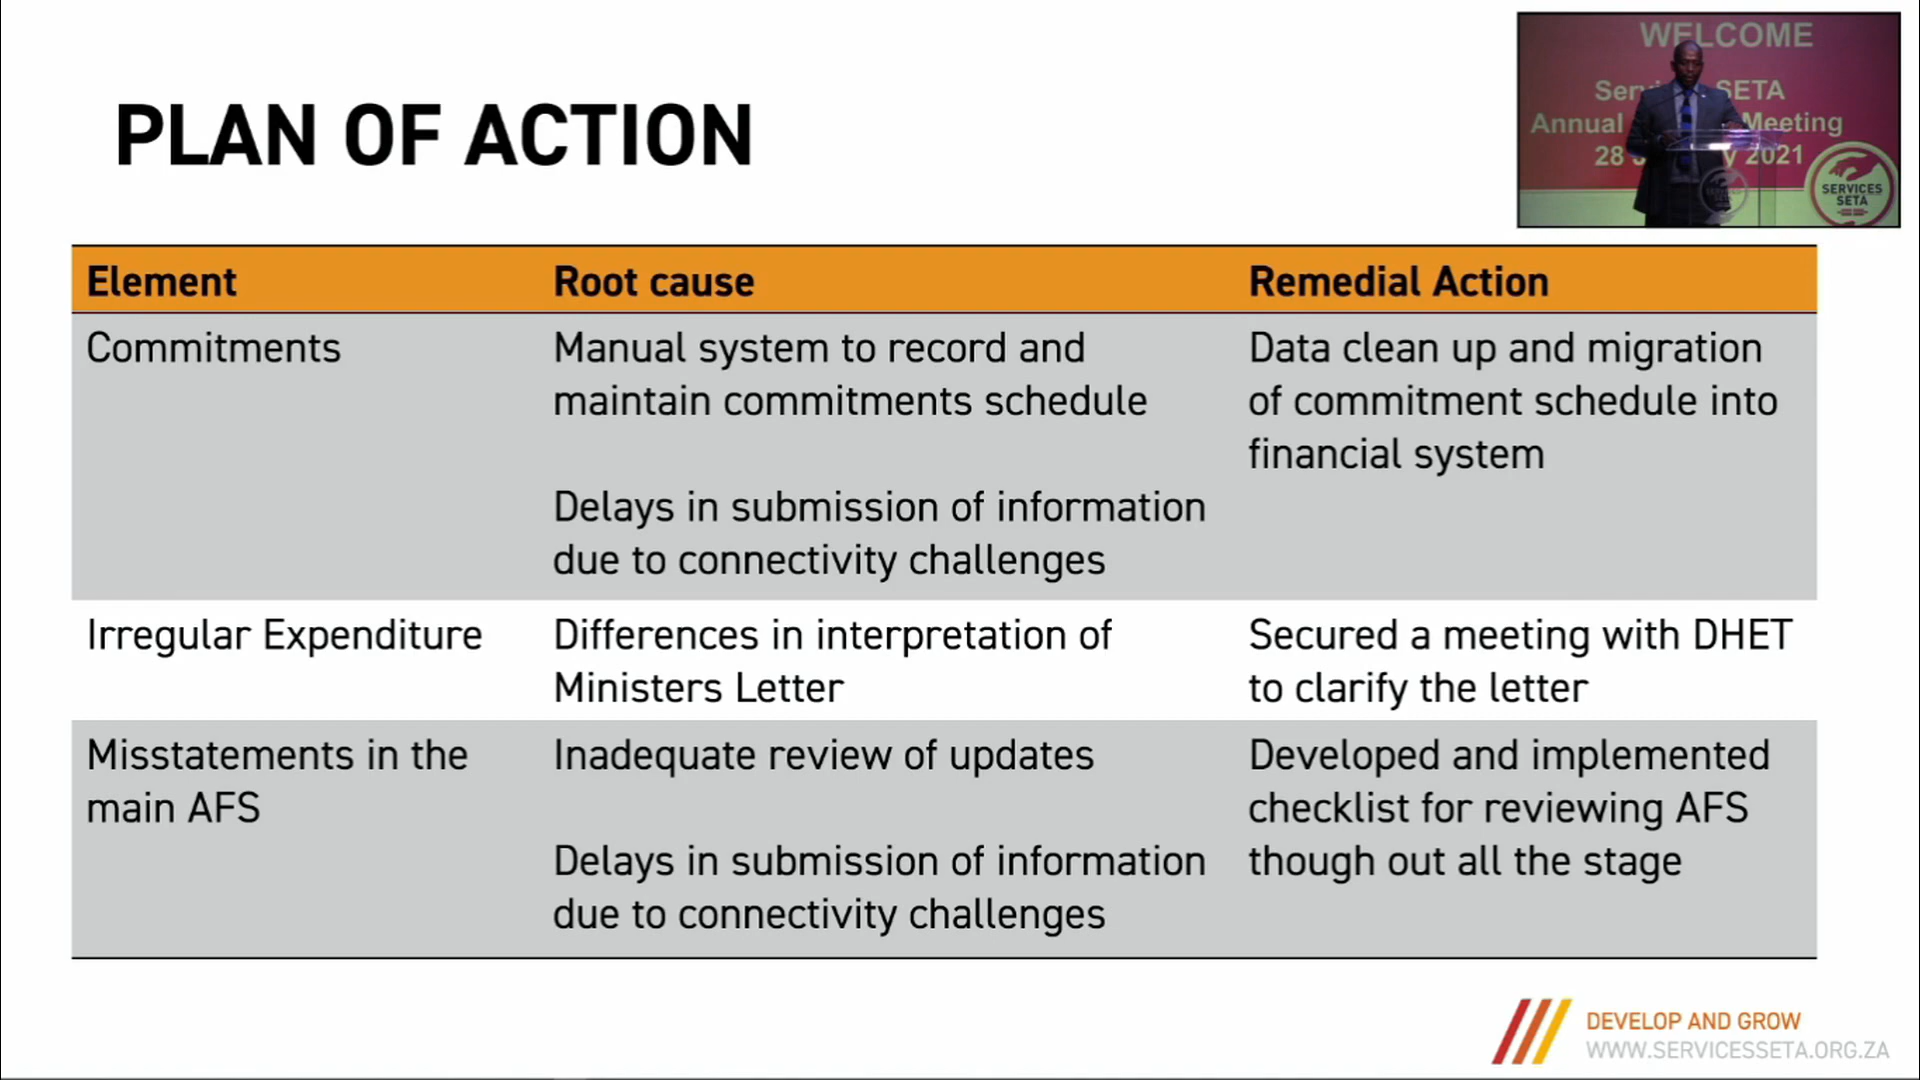 PLAN OF ACTION
WELCOME
SETA
Annual Meeting
28 2021
SERVICES
SETA
Element Root cause Remedial Action
Commitments
Manual system to record and
maintain commitments schedule
Delays in submission of information
due to connectivity challenges
Data clean up and migration
of commitment schedule into
financial system
Irregular Expenditure
Differences in interpretation of
Ministers Letter
Secured a meeting with DHET
to clarify the letter
Misstatements in the
main AFS
Inadequate review of updates
Delays in submission of information
due to connectivity challenges
Developed and implemented
checklist for reviewing AFS
though out all the stage
DEVELOP AND GROW
WWW.SERVICESSETA.ORG.ZA